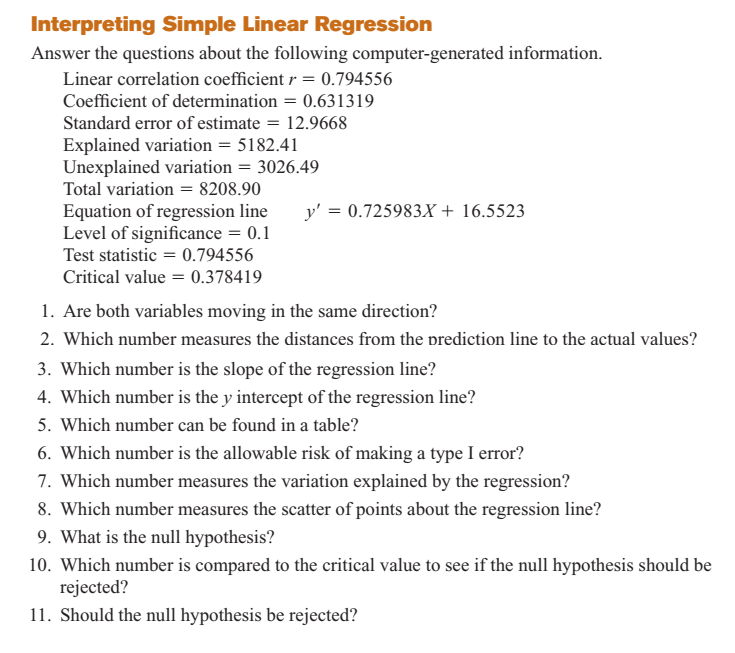 Interpreting Simple Linear Regression
Answer the questions about the following computer-generated information.
Linear correlation coefficient r = 0.794556
Coefficient of determination = 0.631319
Standard error of estimate = 12.9668
Explained variation = 5182.41
Unexplained variation = 3026.49
Total variation = 8208.90
Equation of regression line y′ = 0.725983X + 16.5523
Level of significance = 0.1
Test statistic = 0.794556
Critical value = 0.378419
1. Are both variables moving in the same direction?
2. Which number measures the distances from the prediction line to the actual values?
3. Which number is the slope of the regression line?
4. Which number is the y intercept of the regression line?
5. Which number can be found in a table?
6. Which number is the allowable risk of making a type I error?
7. Which number measures the variation explained by the regression?
8. Which number measures the scatter of points about the regression line?
9. What is the null hypothesis?
10. Which number is compared to the critical value to see if the null hypothesis should be
rejected?
11. Should the null hypothesis be rejected?